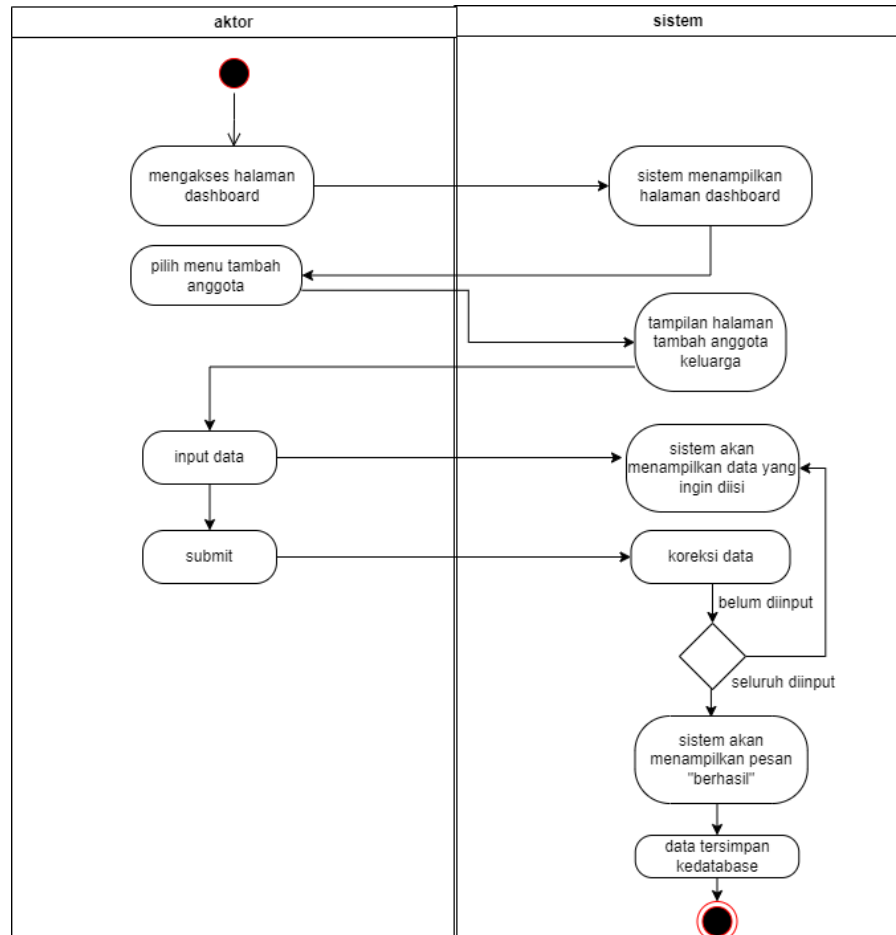 aktor
sistem
mengakses halaman
dashboard
sistem menampilkan
halaman dashboard
pilih menu tambah
anggota
tampilan halaman
tambah anggota
keluarga
input data
sistem akan
menampilkan data yang
ingin diisi
submit
koreksi data
belum diinput
seluruh diinput
sistem akan
menampilkan pesan
"berhasil"
data tersimpan
kedatabase